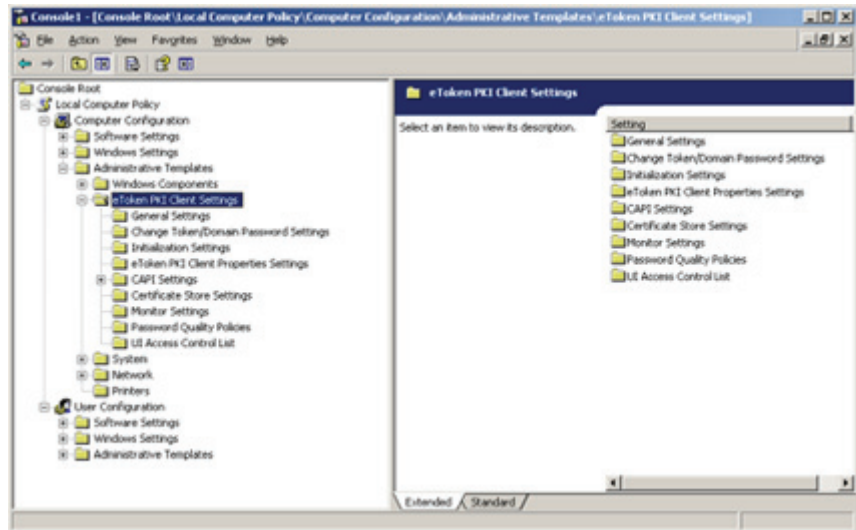 Console1 - [Console Root\Local Computer Policy\Computer Configuration\Administrative Templates\eToken PKI Client Settings]
File Action View Favorites Window Help
Console Root
Local Computer Policy
Computer Configuration
Software Settings
Windows Settings
Administrative Templates
Windows Components
eToken PKI Client Settings
General Settings
Change Token/Domain Password Settings
Initialization Settings
eToken PKI Client Properties Settings
CAPI Settings
Certificate Store Settings
Monitor Settings
Password Quality Policies
UI Access Control List
System
Network
Printers
User Configuration
Software Settings
Windows Settings
Administrative Templates
eToken PKI Client Settings
Select an item to view its description.
Setting
General Settings
Change Token/Domain Password Settings
Initialization Settings
eToken PKI Client Properties Settings
CAPI Settings
Certificate Store Settings
Monitor Settings
Password Quality Policies
UI Access Control List
Extended Standard